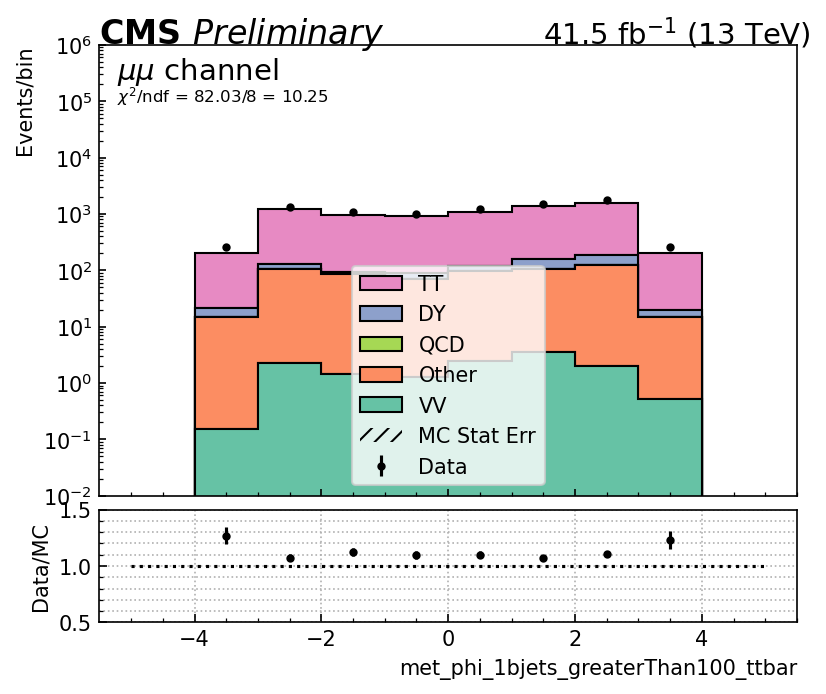 CMS Preliminary 41.5 fb⁻¹ (13 TeV)
Events/bin
10⁶
10⁵
10⁴
10³
10²
10¹
10⁰
10⁻¹
10⁻²
μμ channel
χ²/ndf = 82.03/8 = 10.25
TT
DY
QCD
Other
VV
MC Stat Err
Data
Data/MC
1.5
1.0
0.5
−4 −2 0 2 4
met_phi_1bjets_greaterThan100_ttbar